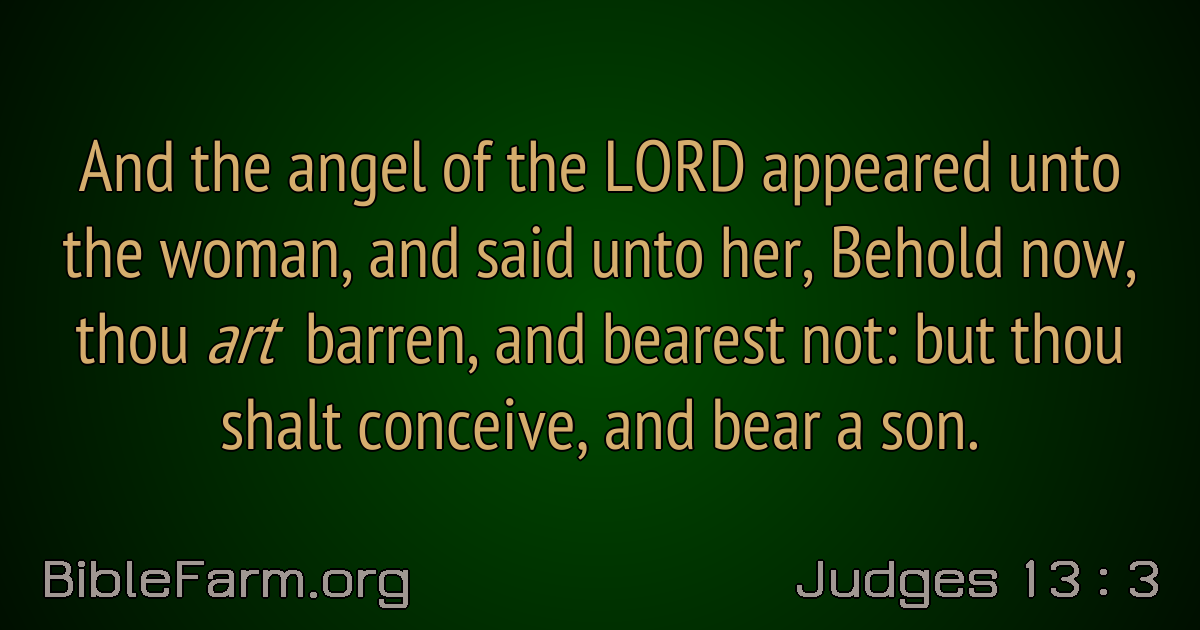 And the angel of the LORD appeared unto
the woman, and said unto her, Behold now,
thou art barren, and bearest not: but thou
shalt conceive, and bear a son.
BibleFarm.org
Judges 13 : 3